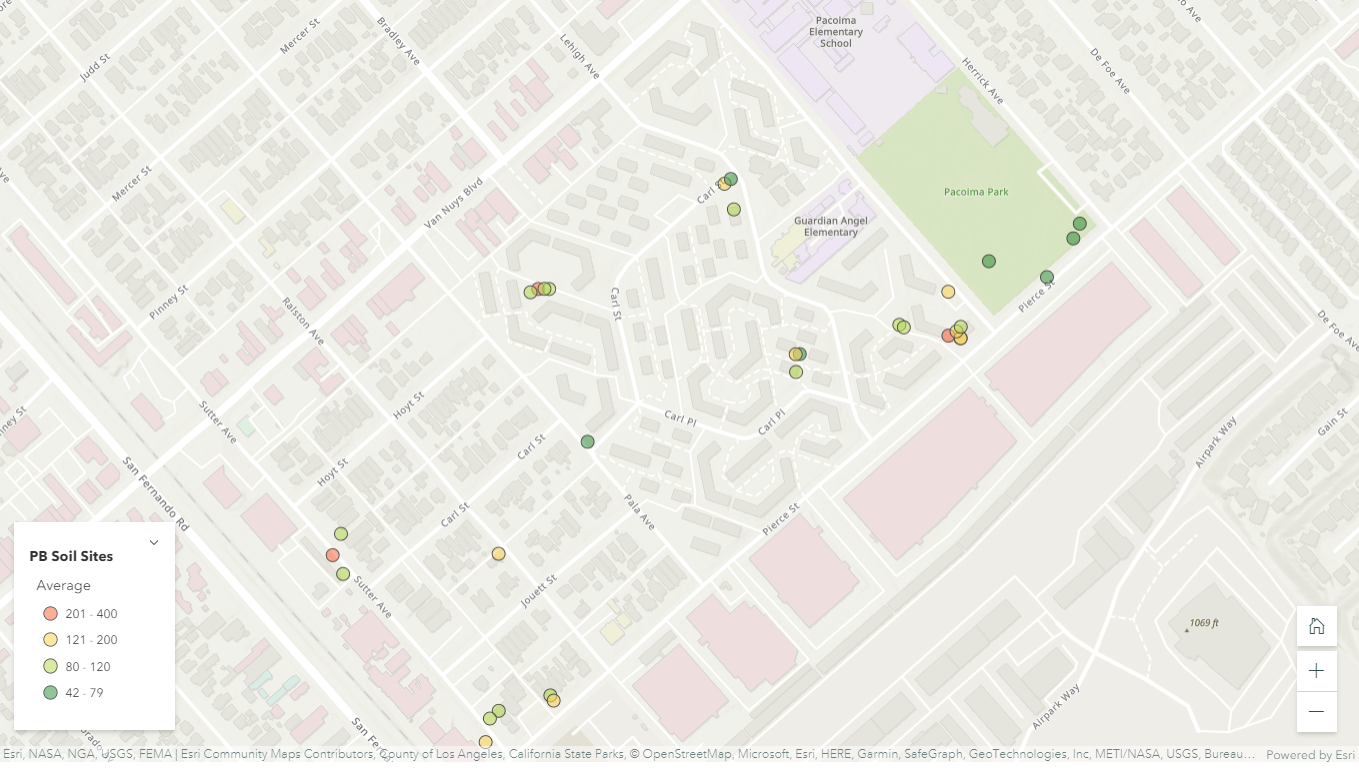 Pacoima
Elementary
School
Mercer St
Bradley Ave
Lehigh Ave
Judd St
Herrick Ave
De Foe Ave
Mercer St
Van Nuys Blvd
Carl
Pacoima Park
Guardian Angel
Elementary
Pinney St
Ralston Ave
Carl St
Pierce St
De Foe Ave
Hoyt St
Sutter Ave
Carl Pl
Carl Pl
Carl St
Gain St
Airpark Way
Hoyt St
San Fernando Rd
Carl St
Pala Ave
Pierce St
PB Soil Sites
Average
201 - 400
121 - 200
80 - 120
42 - 79
Sutter Ave
Jouett St
1069 ft
Airpark Way
San Fern
Esri, NASA, NGA, USGS, FEMA | Esri Community Maps Contributors, County of Los Angeles, California State Parks, © OpenStreetMap, Microsoft, Esri, HERE, Garmin, SafeGraph, GeoTechnologies, Inc, METI/NASA, USGS, Bureau…
Powered by Esri